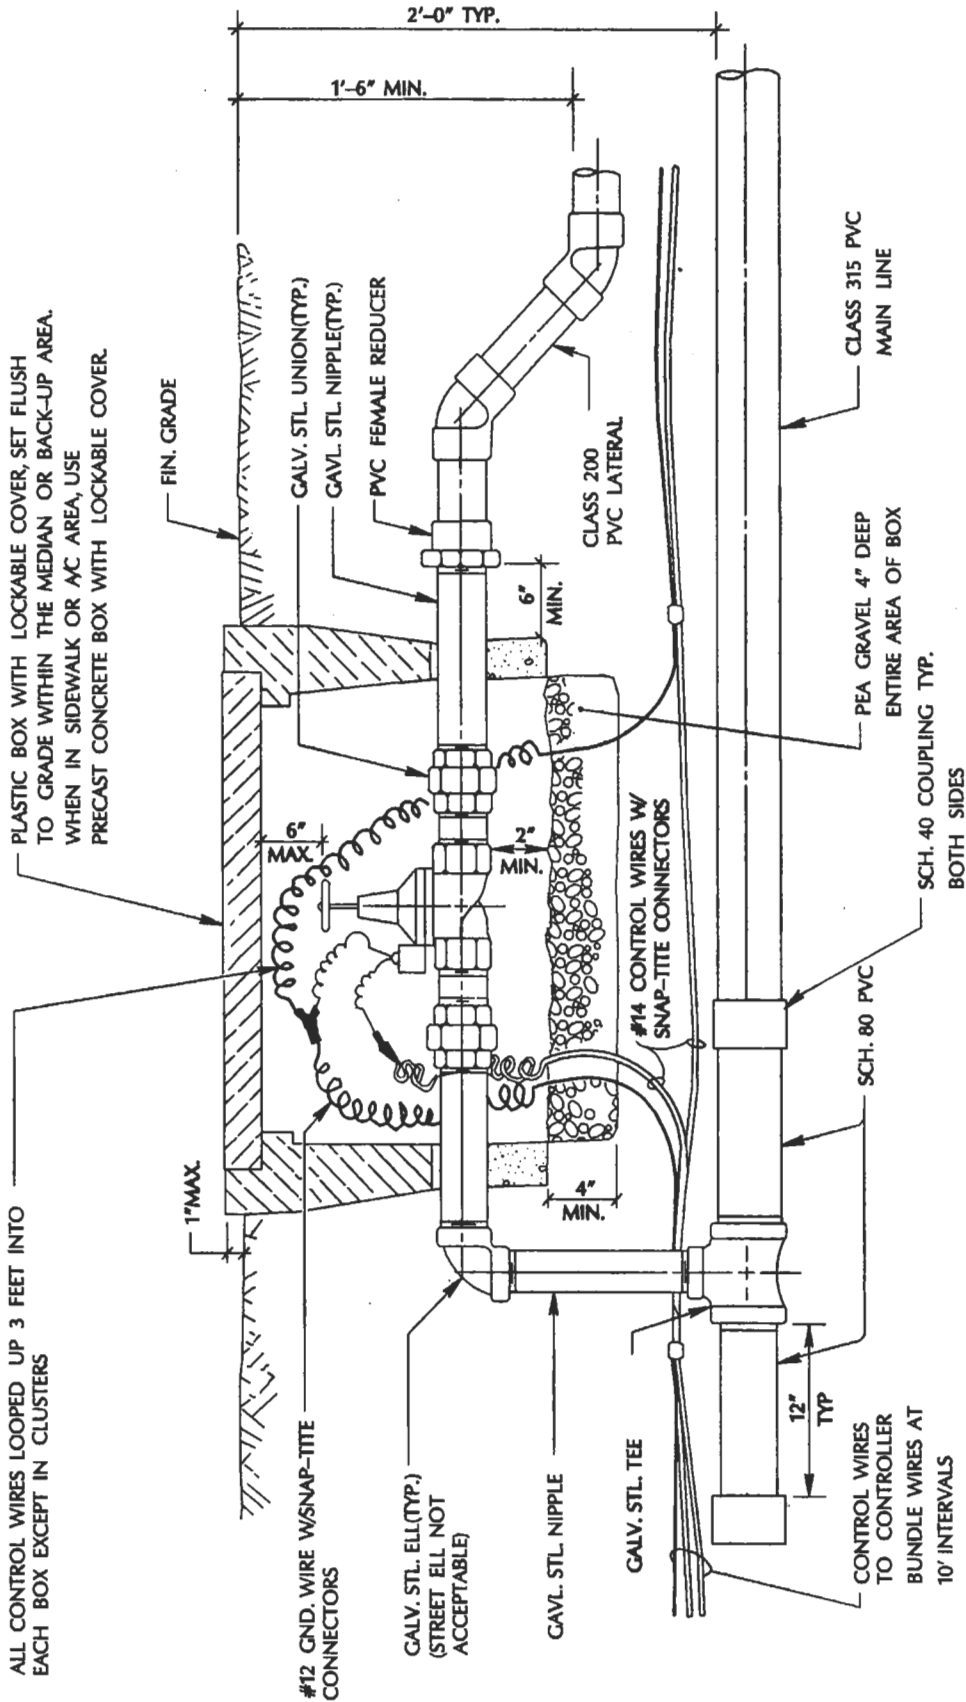 ALL CONTROL WIRES LOOPED UP 3 FEET INTO
EACH BOX EXCEPT IN CLUSTERS
PLASTIC BOX WITH LOCKABLE COVER, SET FLUSH
TO GRADE WITHIN THE MEDIAN OR BACK-UP AREA.
WHEN IN SIDEWALK OR A/C AREA, USE
PRECAST CONCRETE BOX WITH LOCKABLE COVER.
FIN. GRADE
2'-0" TYP.
1'-6" MIN.
1"MAX.
6"
MAX.
2"
MIN.
6"
MIN.
4"
MIN.
#12 GND. WIRE W/SNAP-TITE
CONNECTORS
GALV. STL. UNION(TYP.)
GAVL. STL. NIPPLE(TYP.)
PVC FEMALE REDUCER
GALV. STL. ELL(TYP.)
(STREET ELL NOT
ACCEPTABLE)
CLASS 200
PVC LATERAL
#14 CONTROL WIRES W/
SNAP-TITE CONNECTORS
GAVL. STL. NIPPLE
GALV. STL. TEE
12"
TYP
CONTROL WIRES
TO CONTROLLER
BUNDLE WIRES AT
10' INTERVALS
SCH. 80 PVC
SCH. 40 COUPLING TYP.
BOTH SIDES
PEA GRAVEL 4" DEEP
ENTIRE AREA OF BOX
CLASS 315 PVC
MAIN LINE